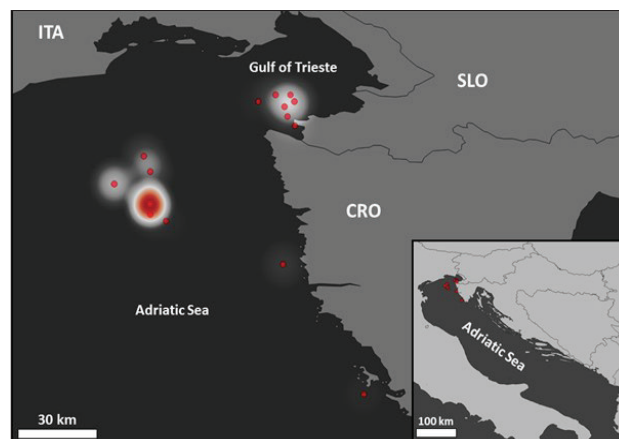 ITA
Gulf of Trieste
SLO
CRO
Adriatic Sea
30 km
Adriatic Sea
100 km